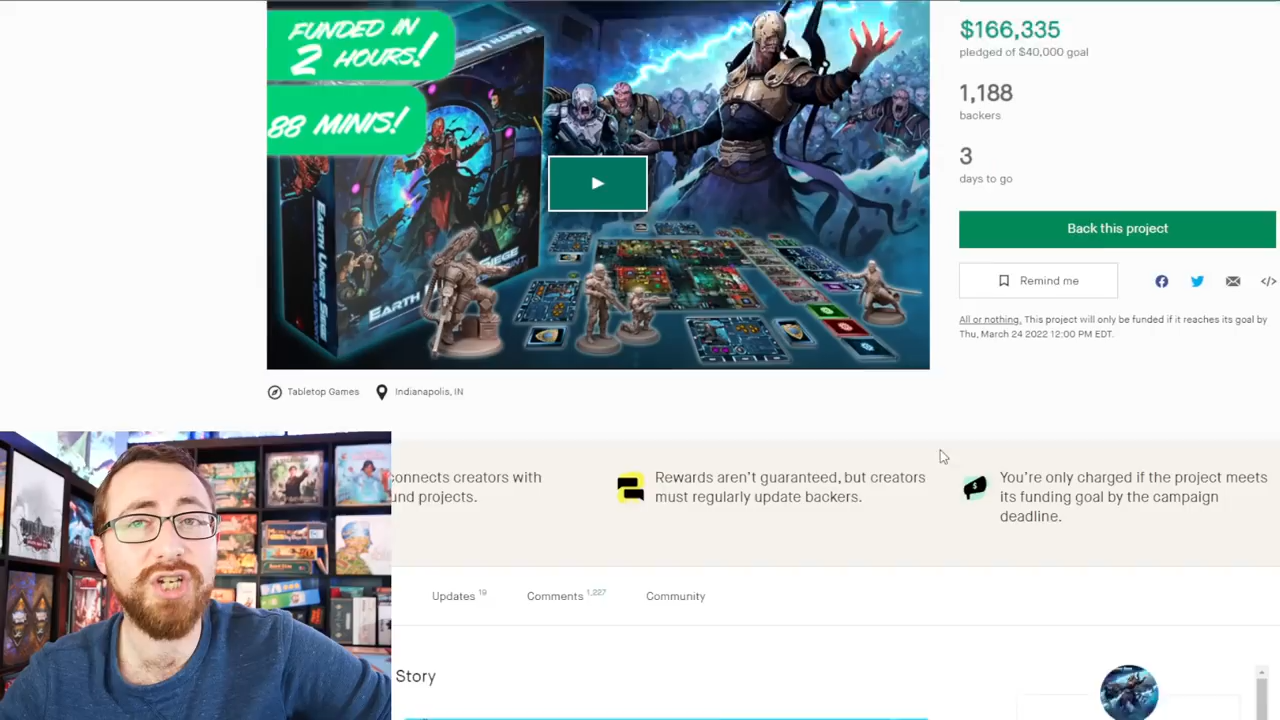 FUNDED IN
2 HOURS!
88 MINIS!
EARTH UNDER SIEGE
$166,335
pledged of $40,000 goal
1,188
backers
3
days to go
Back this project
Remind me
All or nothing. This project will only be funded if it reaches its goal by
Thu, March 24 2022 12:00 PM EDT.
Tabletop Games
Indianapolis, IN
connects creators with
und projects.
Rewards aren't guaranteed, but creators
must regularly update backers.
You're only charged if the project meets
its funding goal by the campaign
deadline.
Updates 19
Comments 1,227
Community
Story